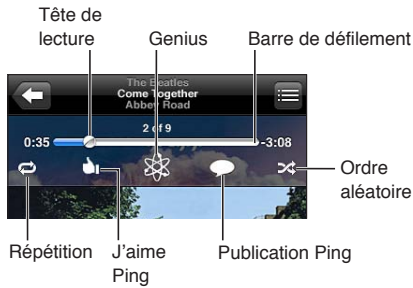 Tête de
lecture
Genius
Barre de défilement
The Beatles
Come Together
Abbey Road
2 of 9
0:35
-3:08
Ordre
aléatoire
Répétition
J'aime
Ping
Publication Ping